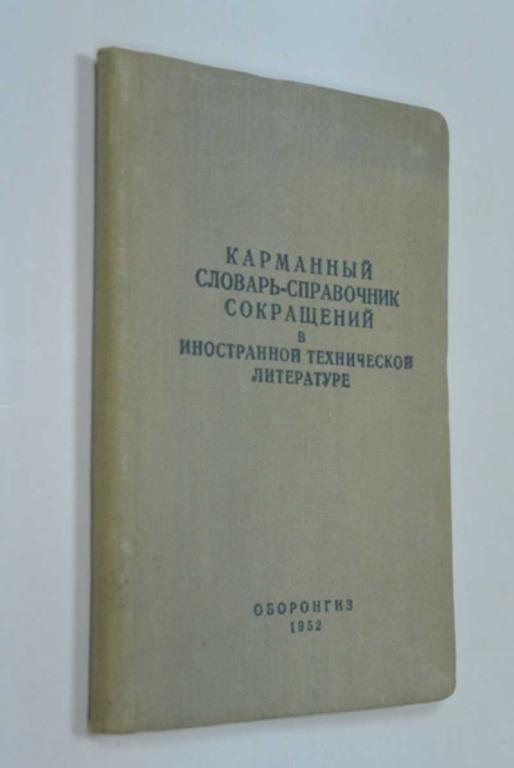 КАРМАННЫЙ
СЛОВАРЬ-СПРАВОЧНИК
СОКРАЩЕНИЙ
В
ИНОСТРАННОЙ ТЕХНИЧЕСКОЙ
ЛИТЕРАТУРЕ
ОБОРОНГИЗ
1952